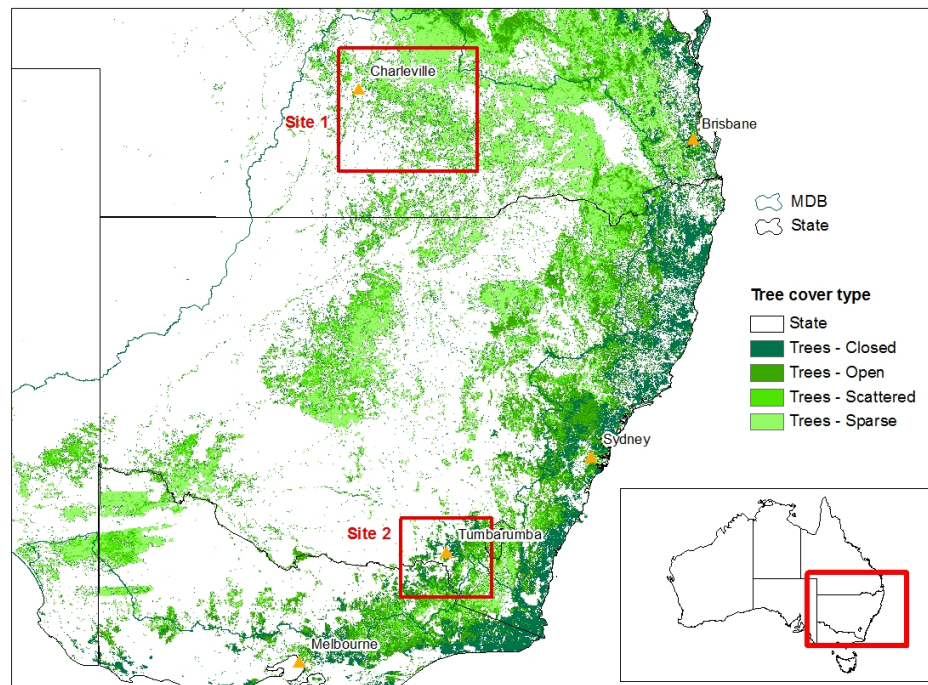 Charleville
Site 1
Brisbane
MDB
State
Tree cover type
State
Trees - Closed
Trees - Open
Trees - Scattered
Trees - Sparse
Sydney
Site 2
Tumbarumba
Melbourne